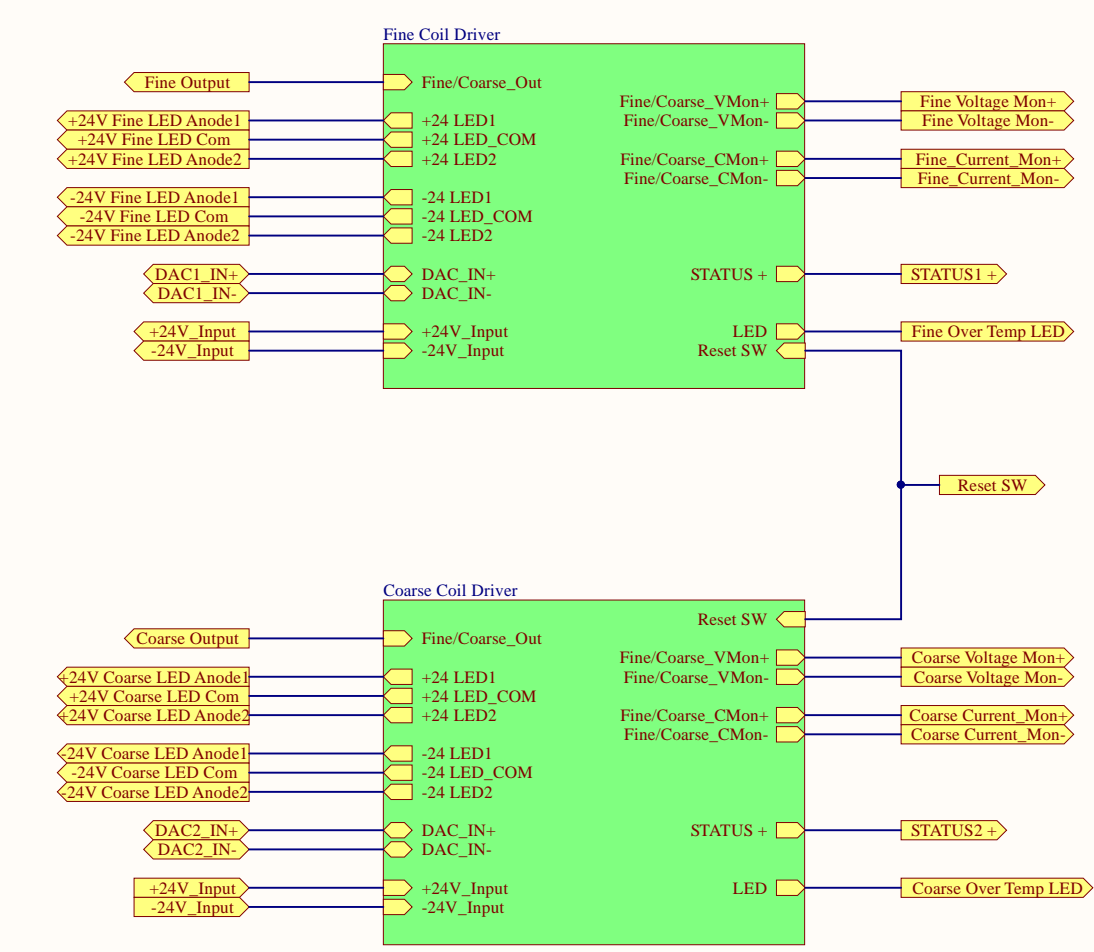 Fine Coil Driver
Fine Output
Fine/Coarse_Out
Fine/Coarse_VMon+
Fine Voltage Mon+
+24V Fine LED Anode1
+24 LED1
Fine/Coarse_VMon-
Fine Voltage Mon-
+24V Fine LED Com
+24 LED_COM
+24V Fine LED Anode2
+24 LED2
Fine/Coarse_CMon+
Fine_Current_Mon+
Fine/Coarse_CMon-
Fine_Current_Mon-
-24V Fine LED Anode1
-24 LED1
-24V Fine LED Com
-24 LED_COM
-24V Fine LED Anode2
-24 LED2
DAC1_IN+
DAC_IN+
STATUS +
STATUS1 +
DAC1_IN-
DAC_IN-
+24V_Input
+24V_Input
LED
Fine Over Temp LED
-24V_Input
-24V_Input
Reset SW
Reset SW
Coarse Coil Driver
Reset SW
Coarse Output
Fine/Coarse_Out
Fine/Coarse_VMon+
Coarse Voltage Mon+
+24V Coarse LED Anode1
+24 LED1
Fine/Coarse_VMon-
Coarse Voltage Mon-
+24V Coarse LED Com
+24 LED_COM
+24V Coarse LED Anode2
+24 LED2
Fine/Coarse_CMon+
Coarse Current_Mon+
Fine/Coarse_CMon-
Coarse Current_Mon-
-24V Coarse LED Anode1
-24 LED1
-24V Coarse LED Com
-24 LED_COM
-24V Coarse LED Anode2
-24 LED2
DAC2_IN+
DAC_IN+
STATUS +
STATUS2 +
DAC2_IN-
DAC_IN-
+24V_Input
+24V_Input
LED
Coarse Over Temp LED
-24V_Input
-24V_Input